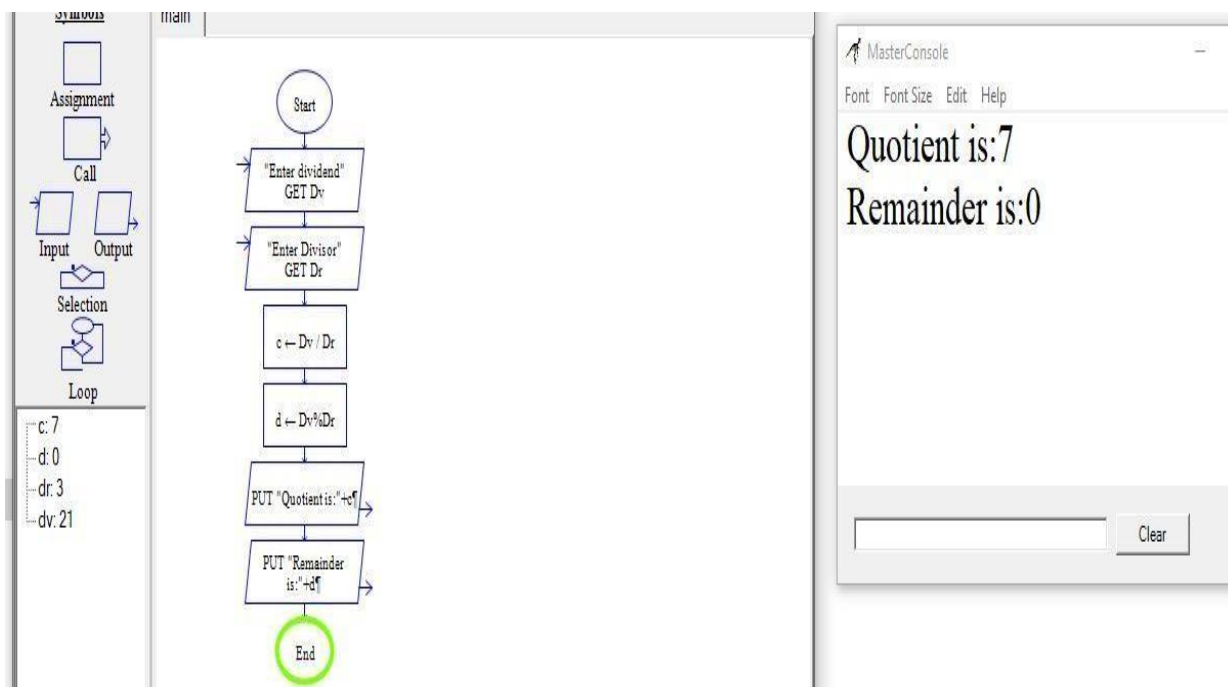 Symbols
main
Assignment
Call
Input Output
Selection
Loop
c: 7
d: 0
dr: 3
dv: 21
Start
"Enter dividend"
GET Dv
"Enter Divisor"
GET Dr
c ← Dv / Dr
d ← Dv%Dr
PUT "Quotient is:"+c¶
PUT "Remainder
is:"+d¶
End
MasterConsole
Font Font Size Edit Help
Quotient is:7
Remainder is:0
Clear